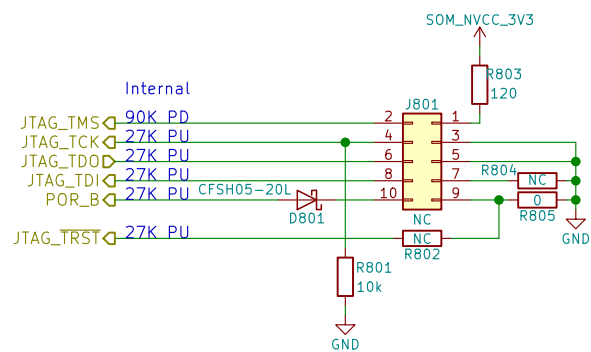 SOM_NVCC_3V3
R803
120
Internal
J801
JTAG_TMS 90K PD 2 1
JTAG_TCK 27K PU 4 3
JTAG_TDO 27K PU 6 5
R804
JTAG_TDI 27K PU 8 7 NC
POR_B 27K PU CFSH05-20L 10 9 0
D801 NC R805
JTAG_TRST 27K PU NC GND
R802
R801
10k
GND